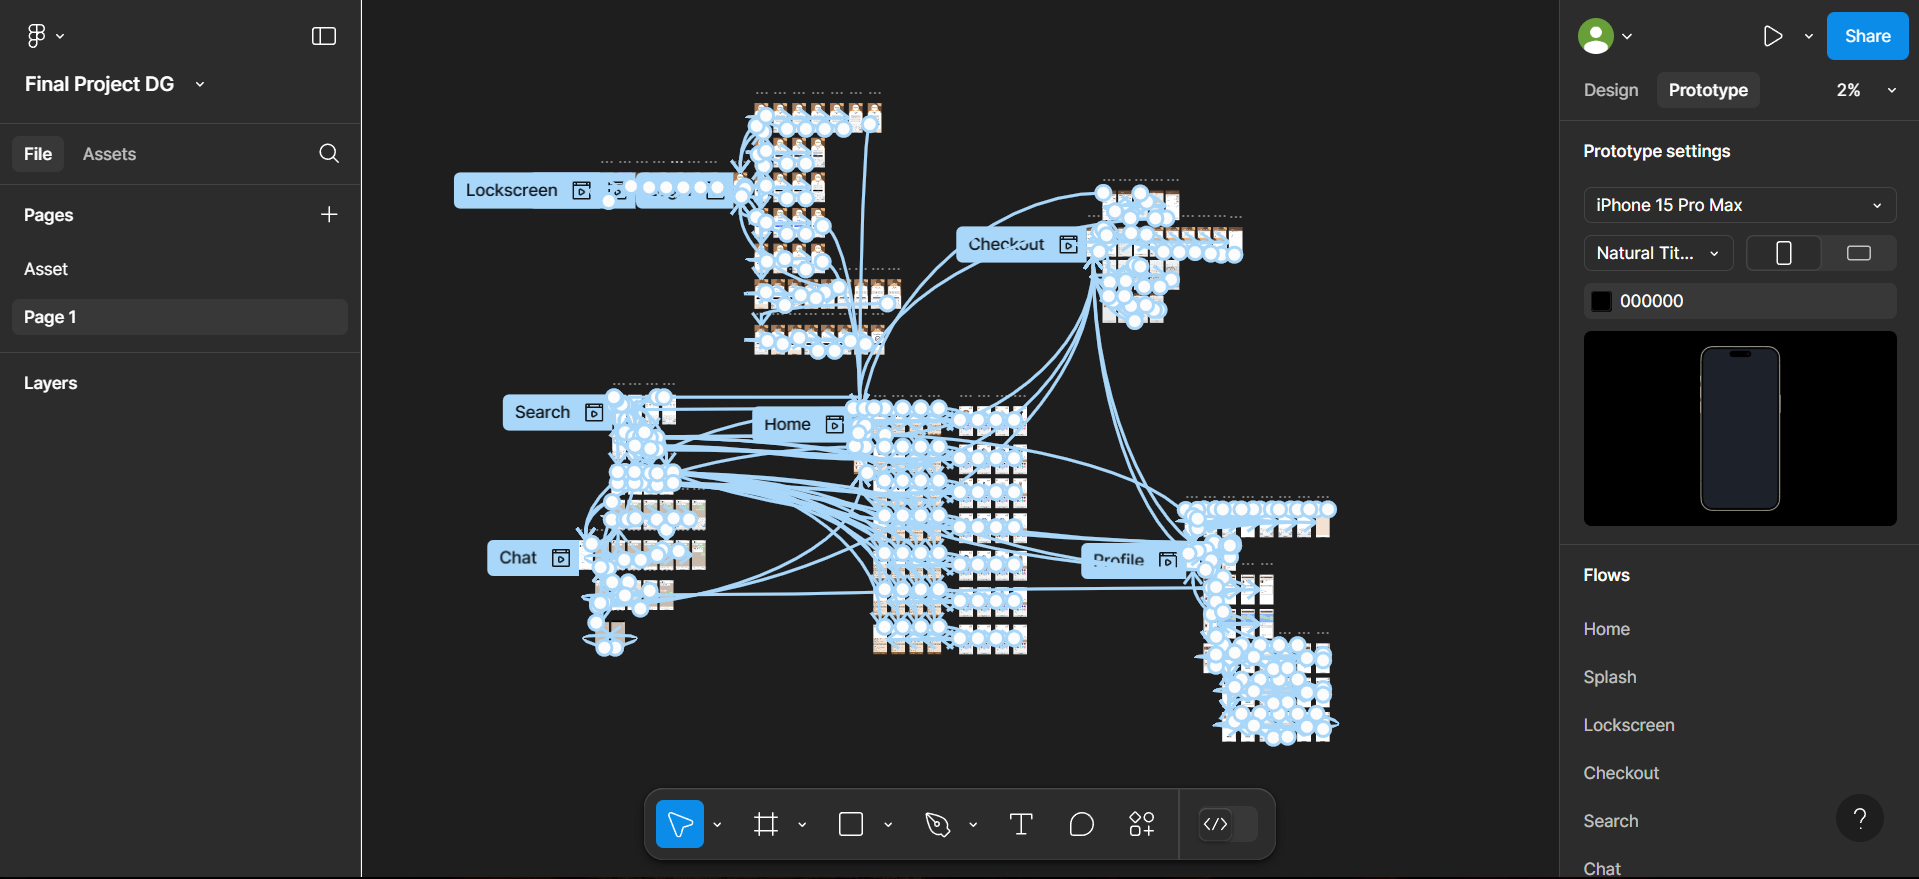 Final Project DG
File
Assets
Pages
Asset
Page 1
Layers
Lockscreen
Checkout
Search
Home
Chat
Profile
Share
Design
Prototype
2%
Prototype settings
iPhone 15 Pro Max
Natural Tit...
000000
Flows
Home
Splash
Lockscreen
Checkout
Search
Chat
?